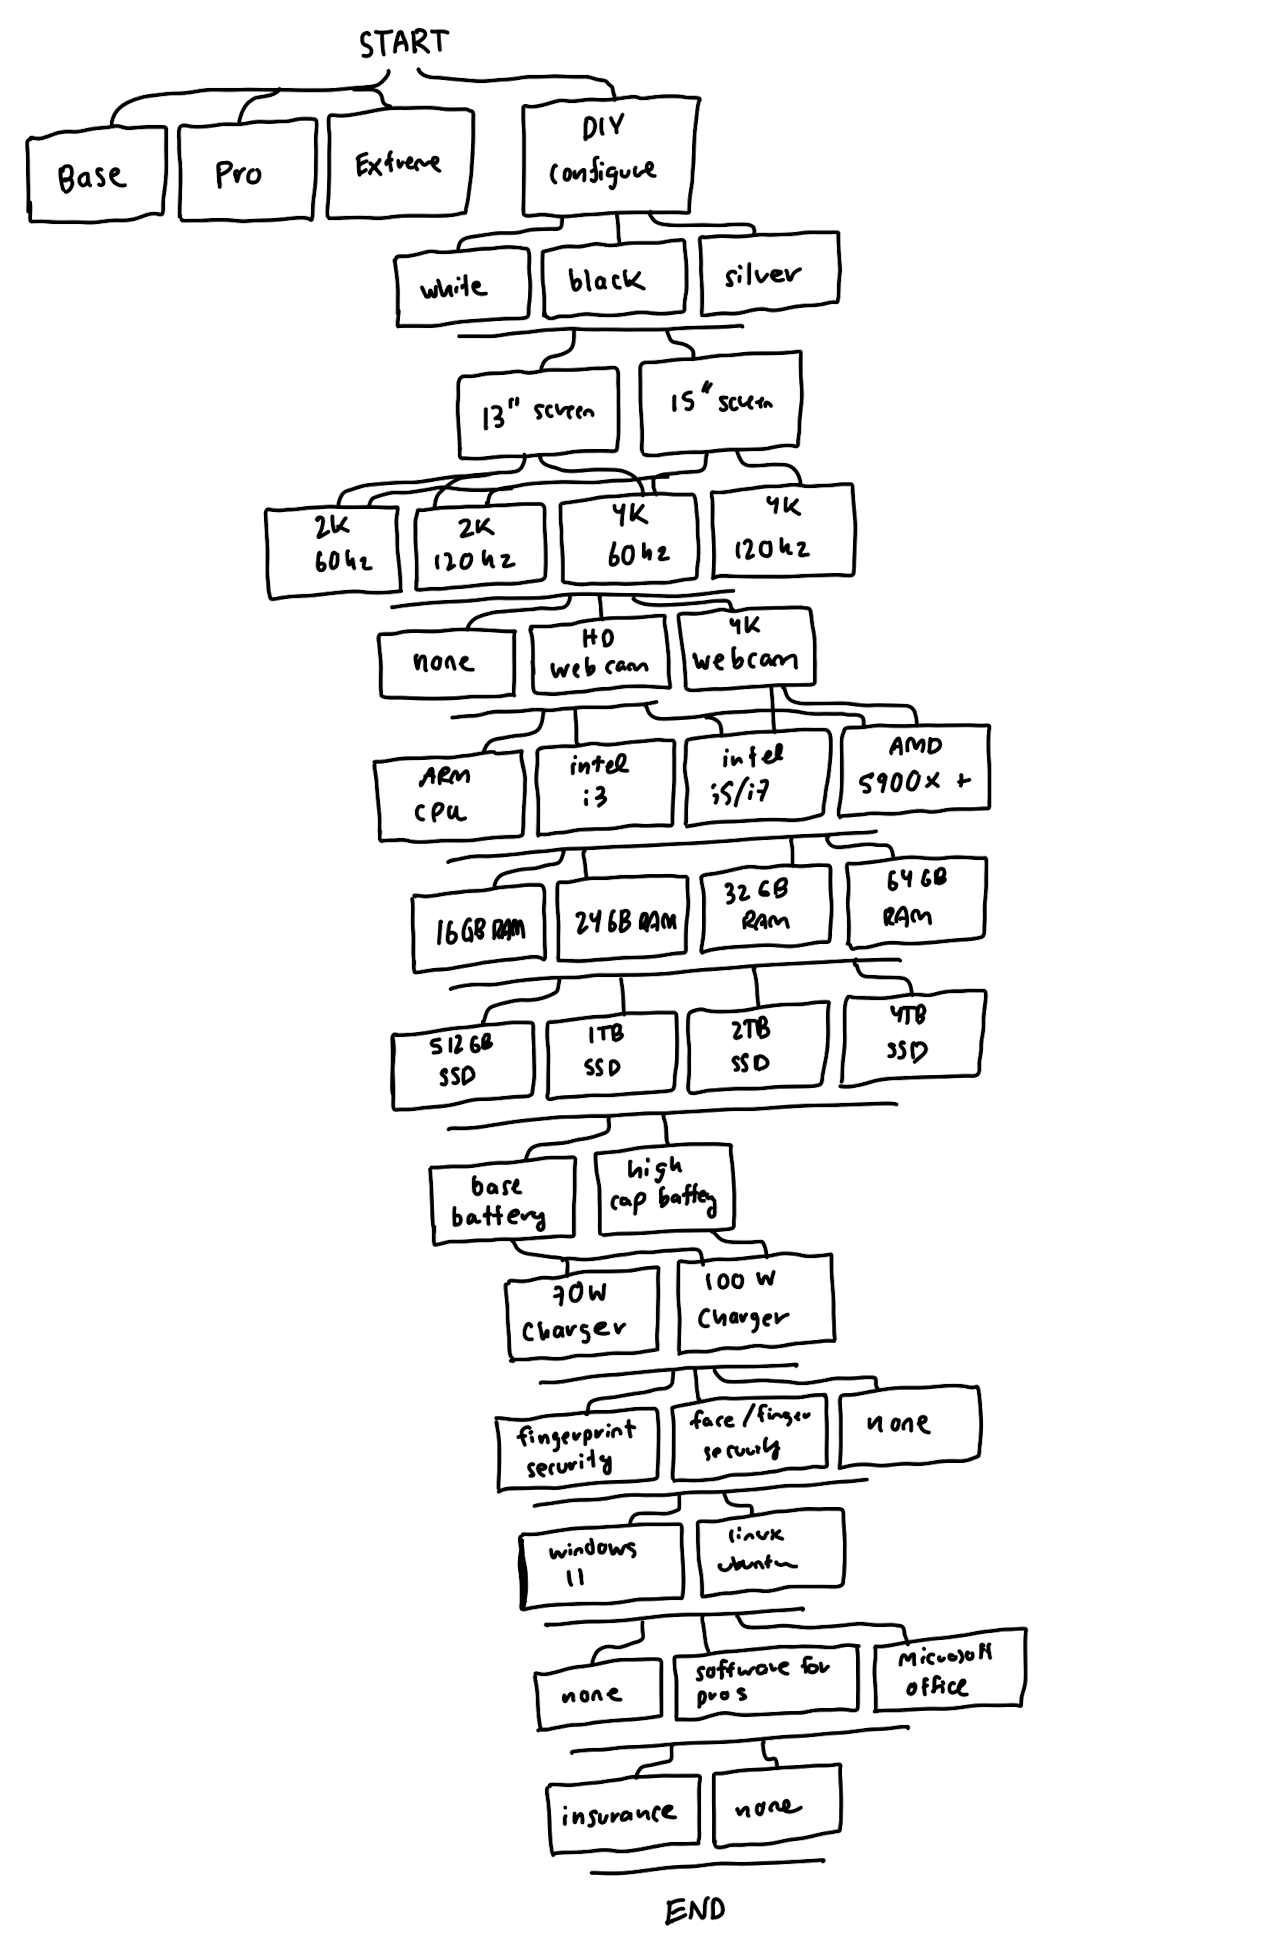 START
Base
Pro
Extreme
DIY
configure
white
black
silver
13" screen
15" screen
2K
60hz
2K
120hz
4K
60hz
4K
120hz
none
HD
webcam
4K
webcam
ARM
CPU
intel
i3
intel
i5/i7
AMD
5900x +
16GB RAM
24GB RAM
32GB
RAM
64GB
RAM
512GB
SSD
1TB
SSD
2TB
SSD
4TB
SSD
base
battery
high
cap battery
70W
Charger
100W
Charger
fingerprint
security
face/finger
security
none
windows
11
linux
ubuntu
none
software for
pros
Microsoft
office
insurance
none
END